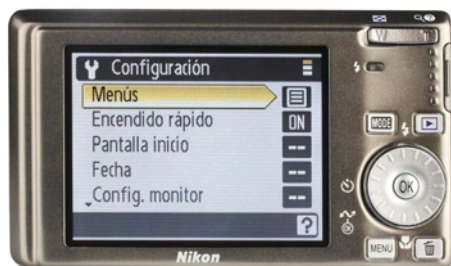 Configuración
Menús
Encendido rápido
ON
Pantalla inicio
--
Fecha
--
Config. monitor
--
?
Nikon
W
T
MODE
OK
MENU